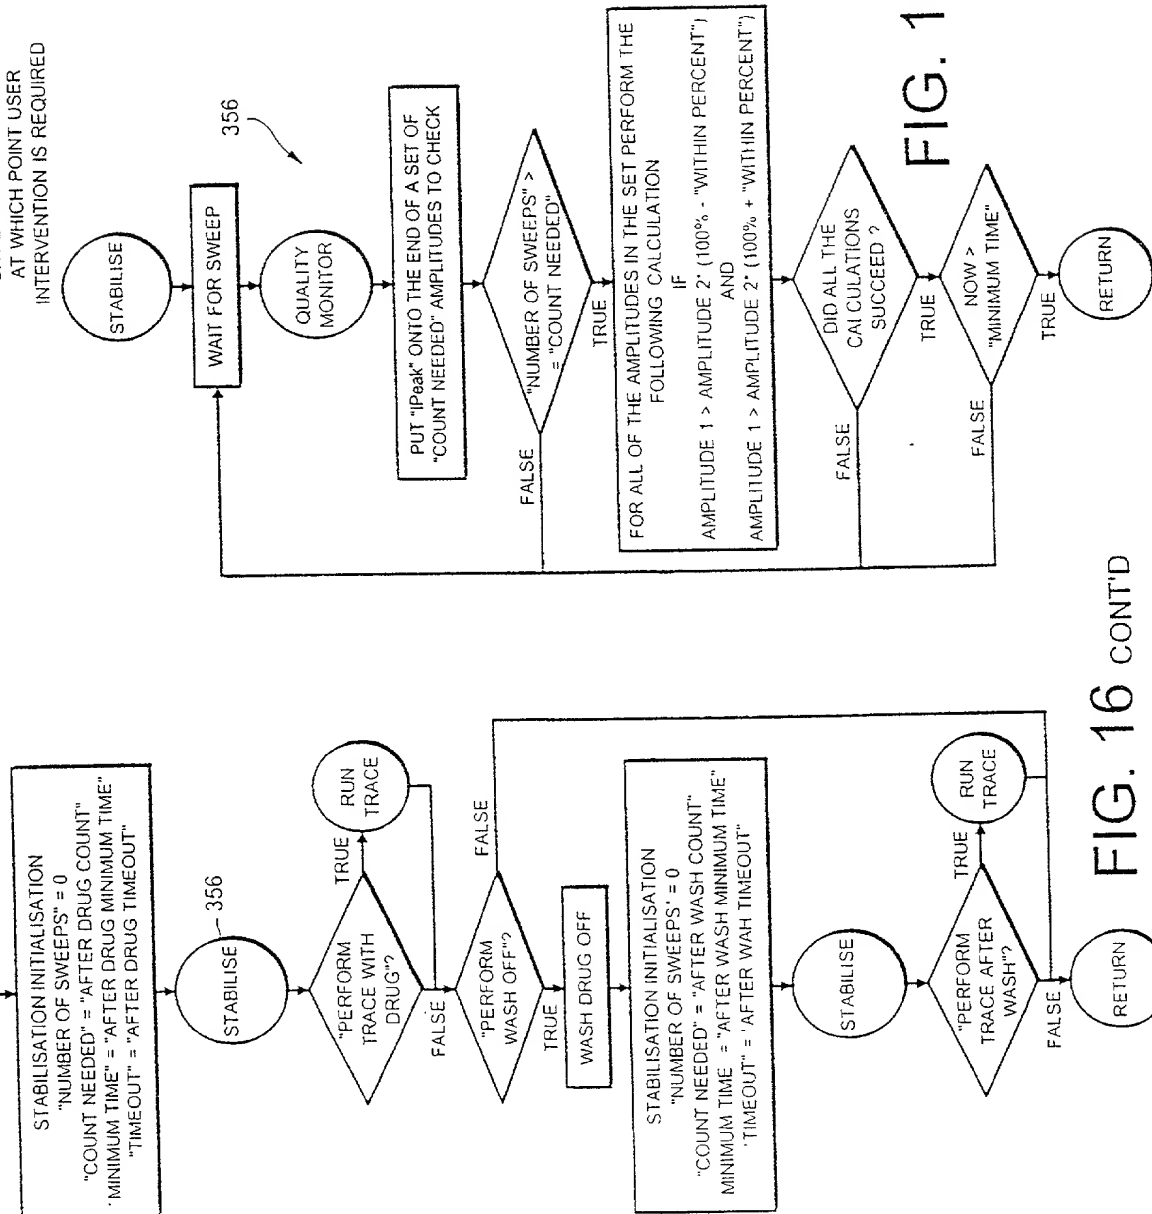 AT WHICH POINT USER
INTERVENTION IS REQUIRED
STABILISE
356
WAIT FOR SWEEP
QUALITY
MONITOR
PUT "IPeak" ONTO THE END OF A SET OF
"COUNT NEEDED" AMPLITUDES TO CHECK
"NUMBER OF SWEEPS" >
= "COUNT NEEDED"
FALSE
TRUE
FOR ALL OF THE AMPLITUDES IN THE SET PERFORM THE
FOLLOWING CALCULATION
IF
AMPLITUDE 1 > AMPLITUDE 2* (100% - "WITHIN PERCENT")
AND
AMPLITUDE 1 > AMPLITUDE 2* (100% + "WITHIN PERCENT")
DID ALL THE
CALCULATIONS
SUCCEED ?
FALSE
TRUE
NOW >
"MINIMUM TIME"
FALSE
TRUE
RETURN
FIG. 1
STABILISATION INITIALISATION
"NUMBER OF SWEEPS" = 0
"COUNT NEEDED" = "AFTER DRUG COUNT"
'MINIMUM TIME" = "AFTER DRUG MINIMUM TIME"
"TIMEOUT" = "AFTER DRUG TIMEOUT"
STABILISE
356
"PERFORM
TRACE WITH
DRUG"?
TRUE
RUN
TRACE
FALSE
"PERFORM
WASH OFF"?
FALSE
TRUE
WASH DRUG OFF
STABILISATION INITIALISATION
"NUMBER OF SWEEPS' = 0
"COUNT NEEDED" = "AFTER WASH COUNT"
MINIMUM TIME = "AFTER WASH MINIMUM TIME"
'TIMEOUT" = 'AFTER WAH TIMEOUT"
STABILISE
"PERFORM
TRACE AFTER
WASH"?
TRUE
RUN
TRACE
FALSE
RETURN
FIG. 16 CONT'D